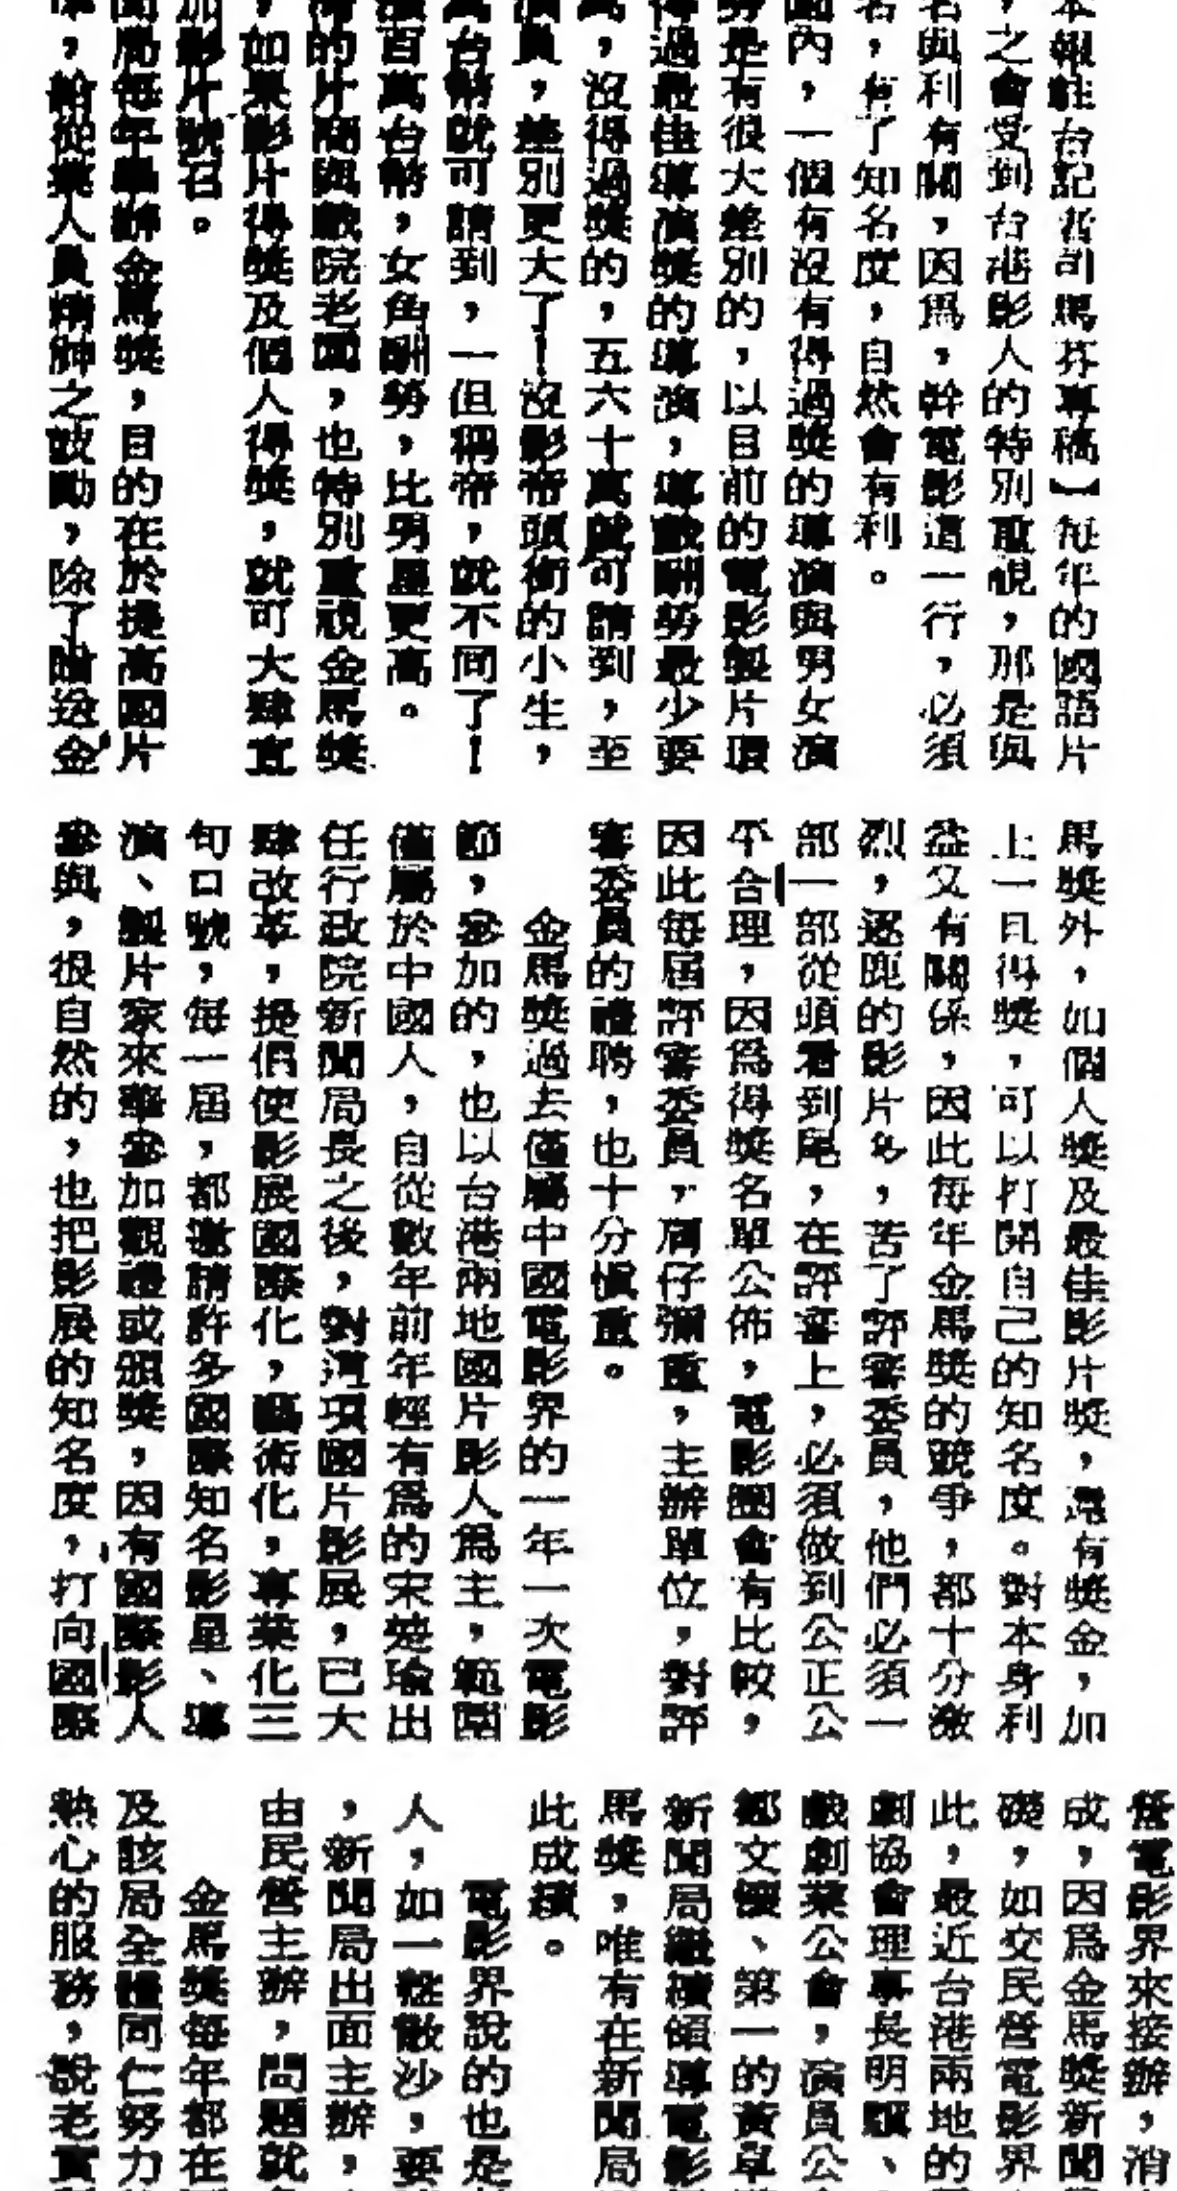 本報駐台記者司馬芬專稿】每年的國語片
,之會受到台港影人的特別重視,那是與
名與利有關,因爲,幹電影這一行,必須
名,有了知名度,自然會有利。
國內,一個有沒有得過獎的導演與男女演
勞是有很大差別的,以目前的電影製片環
得過最佳導演獎的導演,導戲酬勞最少要
萬,沒得過獎的,五六十萬就可請到,至
演員,差別更大了!沒影帝頭銜的小生,
萬台幣就可請到,一但稱帝,就不同了!
百萬台幣,女角酬勞,比男星更高。
的片商與戲院老闆,也特別重視金馬獎
,如果影片得獎及個人得獎,就可大肆宣
加影片號召。
聞局每年舉辦金馬獎,目的在於提高國片
準,給從業人員精神之鼓勵,除了贈送金
馬獎外,如個人獎及最佳影片獎,還有獎金,加
上一旦得獎,可以打開自己的知名度。對本身利
益又有關係,因此每年金馬獎的競爭,都十分激
烈,逐鹿的影片多,苦了評審委員,他們必須一
部一部從頭看到尾,在評審上,必須做到公正公
平合理,因爲得獎名單公佈,電影圈會有比較,
因此每屆評審委員,肩仔彌重,主辦單位,對評
審委員的禮聘,也十分慎重。
金馬獎過去僅屬中國電影界的一年一次電影
節,參加的,也以台港兩地國片影人爲主,範圍
僅屬於中國人,自從數年前年輕有爲的宋楚瑜出
任行政院新聞局長之後,對這項國片影展,已大
肆改革,提倡使影展國際化,藝術化,專業化三
句口號,每一屆,都邀請許多國際知名影星、導
演、製片家來華參加觀禮或頒獎,因有國際影人
參與,很自然的,也把影展的知名度,打向國際
營電影界來接辦,消
成,因爲金馬獎新聞
礎,如交民營電影界
此,最近台港兩地的
劇協會理事長明驥、
戲劇業公會,演員公
鄒文懷、第一的黃卓
新聞局繼續領導電影
馬獎,唯有在新聞局
此成績。
電影界說的也是
人,如一盤散沙,要
,新聞局出面主辦,
由民營主辦,問題就
金馬獎每年都在
及該局全體同仁努力
熱心的服務,說老實